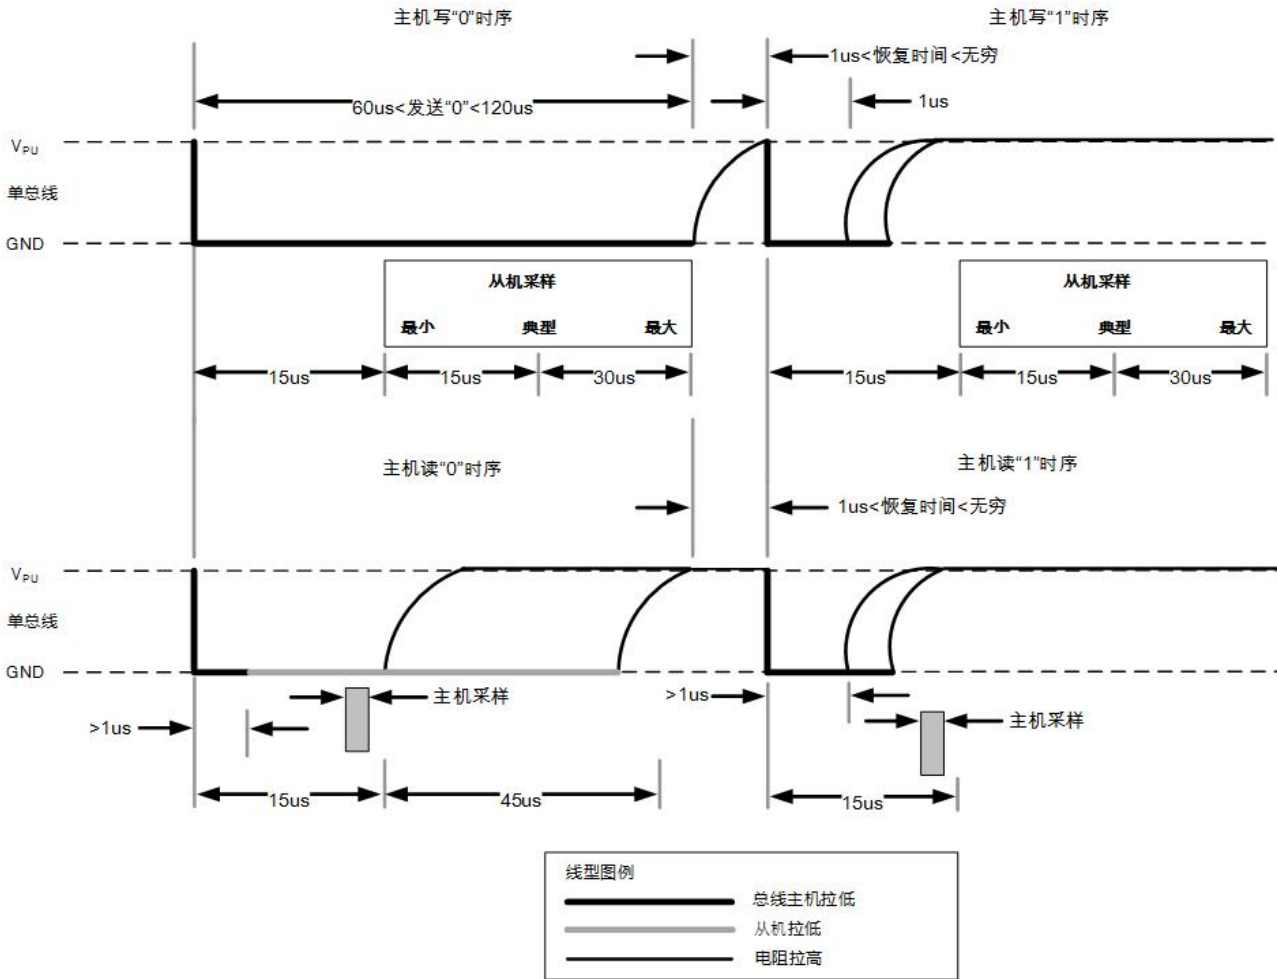 主机写“0”时序
主机写“1”时序
1us<恢复时间<无穷
60us<发送“0”<120us
1us
VPU
单总线
GND
从机采样
最小 典型 最大
从机采样
最小 典型 最大
15us 15us 30us
15us 15us 30us
主机读“0”时序
主机读“1”时序
1us<恢复时间<无穷
VPU
单总线
GND
主机采样
>1us
>1us
主机采样
15us 45us
15us
线型图例
总线主机拉低
从机拉低
电阻拉高